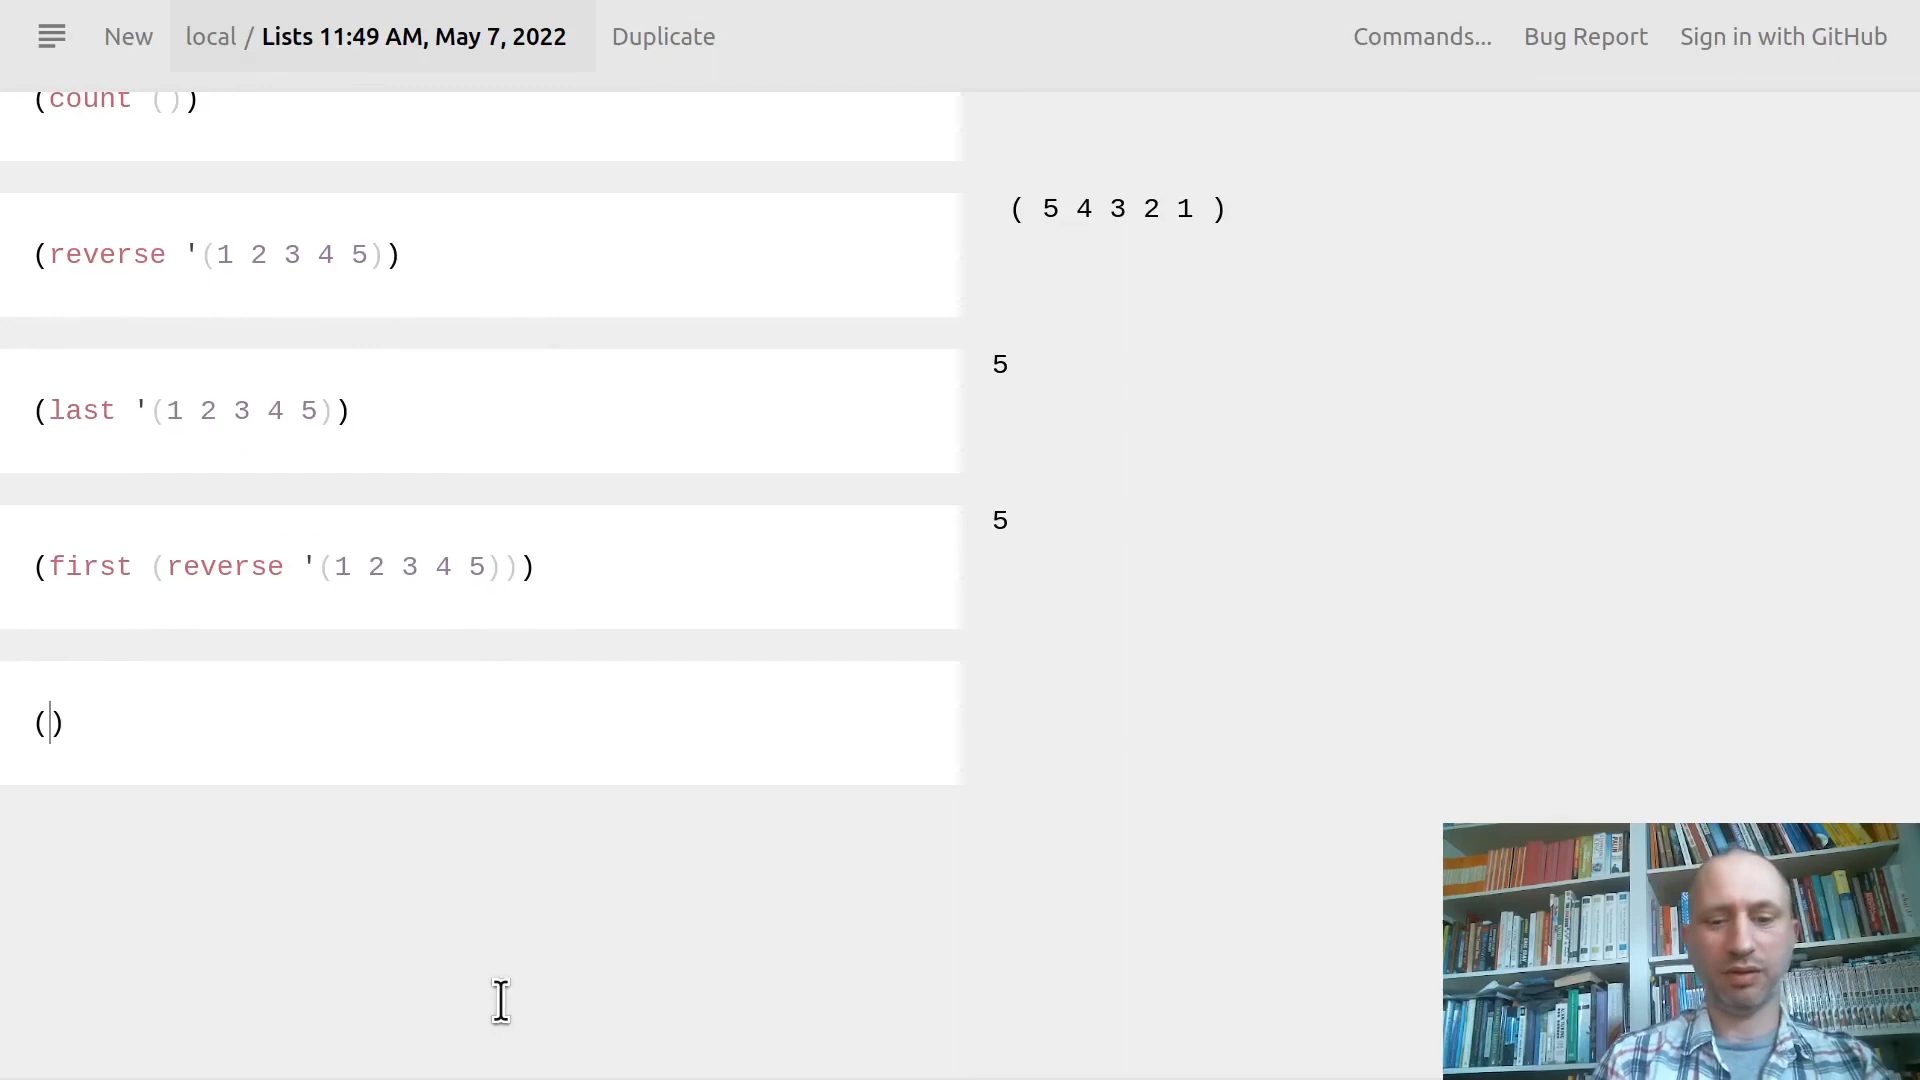 New local / Lists 11:49 AM, May 7, 2022 Duplicate Commands... Bug Report Sign in with GitHub
(count ())
(reverse '(1 2 3 4 5))
( 5 4 3 2 1 )
(last '(1 2 3 4 5))
5
(first (reverse '(1 2 3 4 5)))
5
()